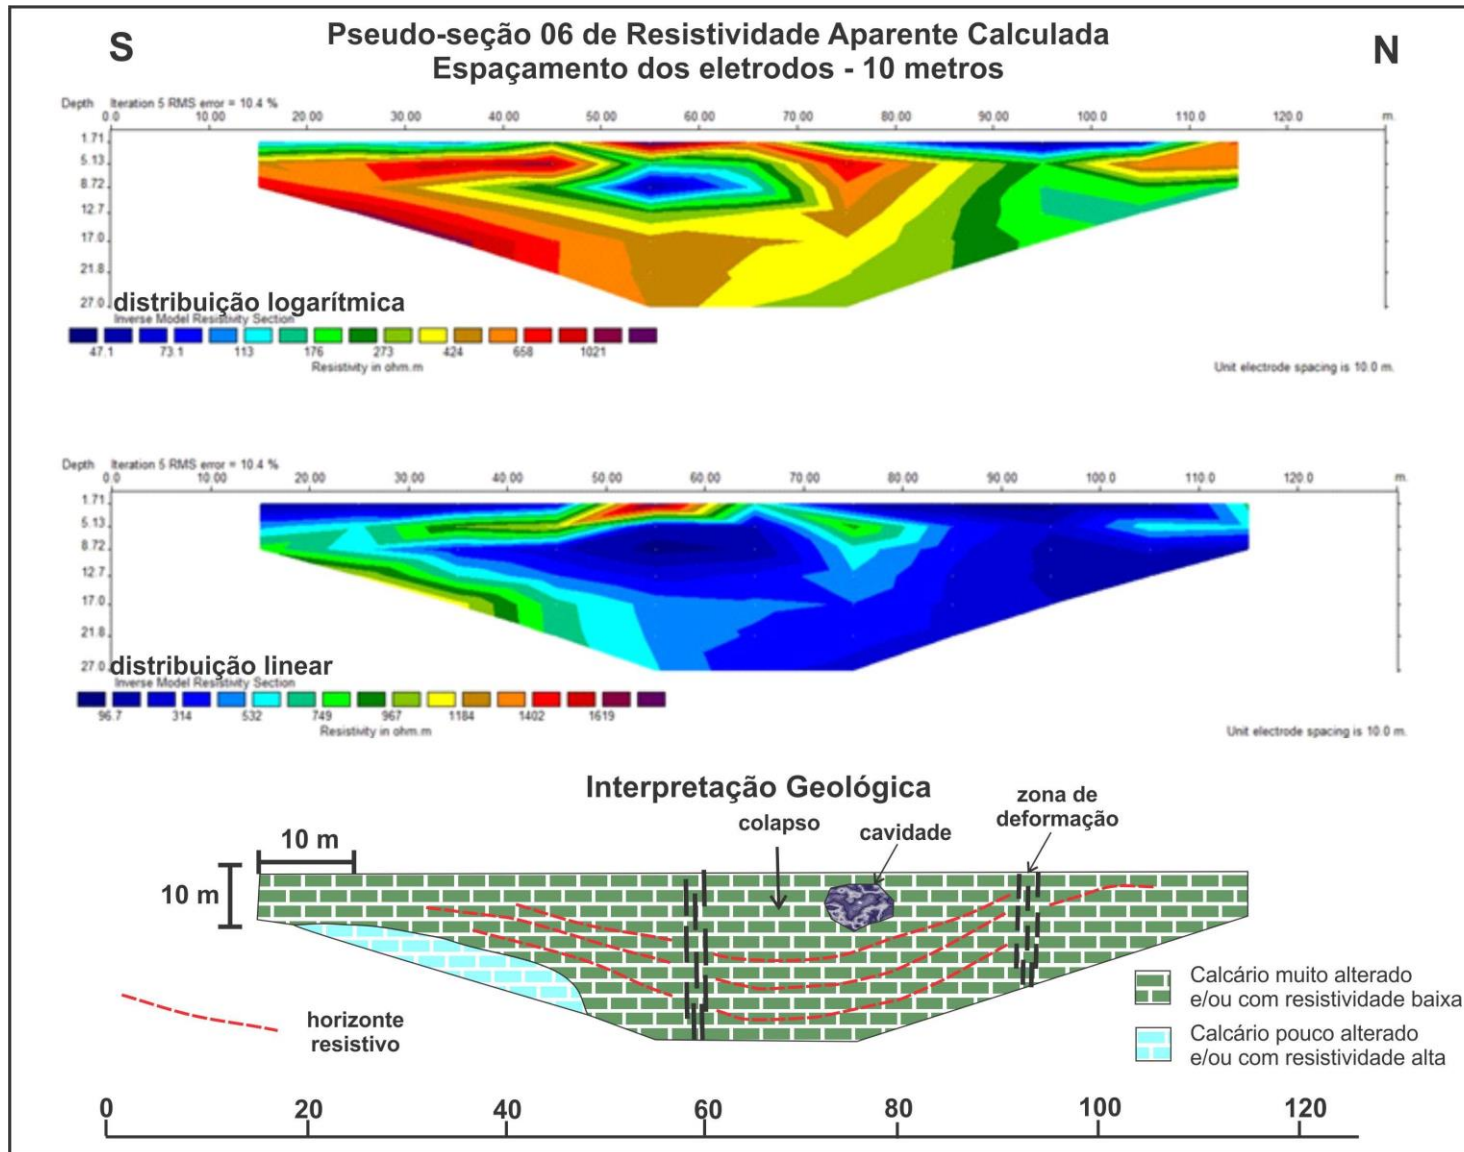 S
Pseudo-seção 06 de Resistividade Aparente Calculada
N
Espaçamento dos eletrodos - 10 metros
Depth Iteration 5 RMS error = 10.4 %
0.0 10.00 20.00 30.00 40.00 50.00 60.00 70.00 80.00 90.00 100.0 110.0 120.0 m.
1.71
5.13
8.72
12.7
17.0
21.8
27.0
distribuição logarítmica
Inverse Model Resistivity Section
47.1 73.1 113 176 273 424 658 1021
Resistivity in ohm.m
Unit electrode spacing is 10.0 m.
Depth Iteration 5 RMS error = 10.4 %
0.0 10.00 20.00 30.00 40.00 50.00 60.00 70.00 80.00 90.00 100.0 110.0 120.0 m.
1.71
5.13
8.72
12.7
17.0
21.8
27.0
distribuição linear
Inverse Model Resistivity Section
96.7 314 532 749 967 1184 1402 1619
Resistivity in ohm.m
Unit electrode spacing is 10.0 m.
Interpretação Geológica
colapso
cavidade
zona de
deformação
10 m
10 m
horizonte
resistivo
Calcário muito alterado
e/ou com resistividade baixa
Calcário pouco alterado
e/ou com resistividade alta
0 20 40 60 80 100 120